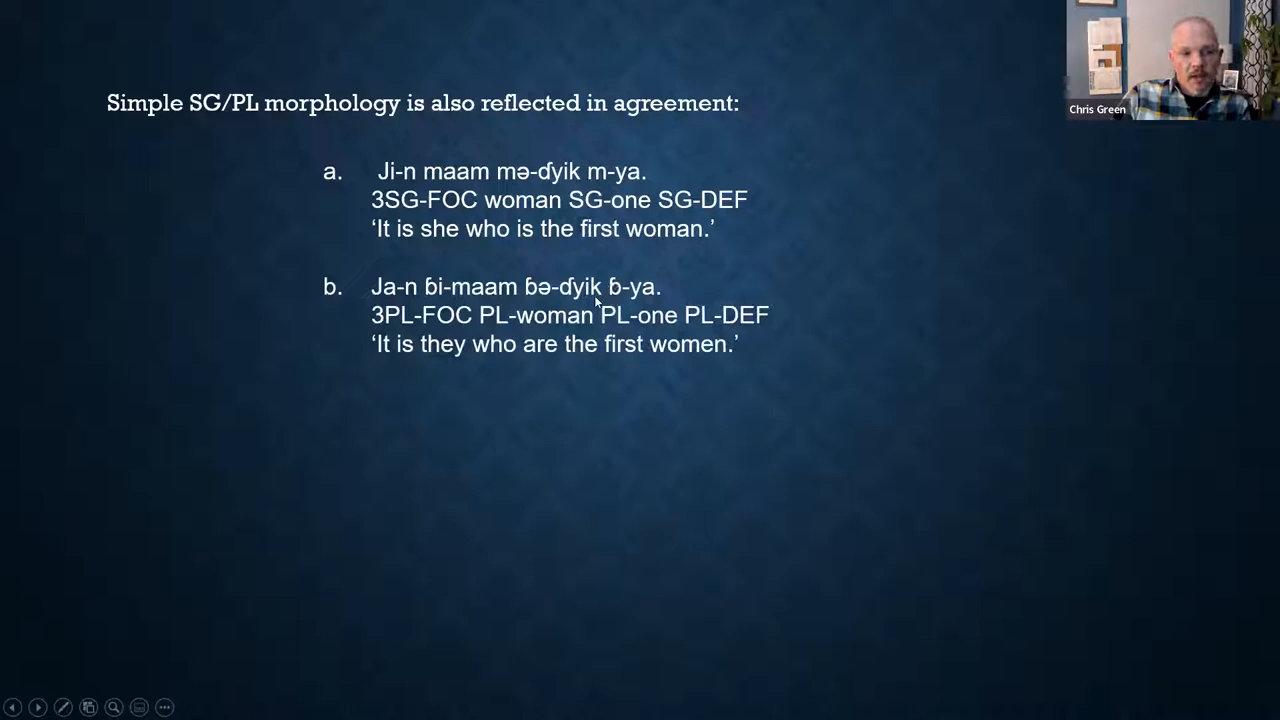 Simple SG/PL morphology is also reflected in agreement:
a. Ji-n maam mə-ɗyik m-ya.
3SG-FOC woman SG-one SG-DEF
‘It is she who is the first woman.’
b. Ja-n ɓi-maam ɓə-ɗyik ɓ-ya.
3PL-FOC PL-woman PL-one PL-DEF
‘It is they who are the first women.’
Chris Green